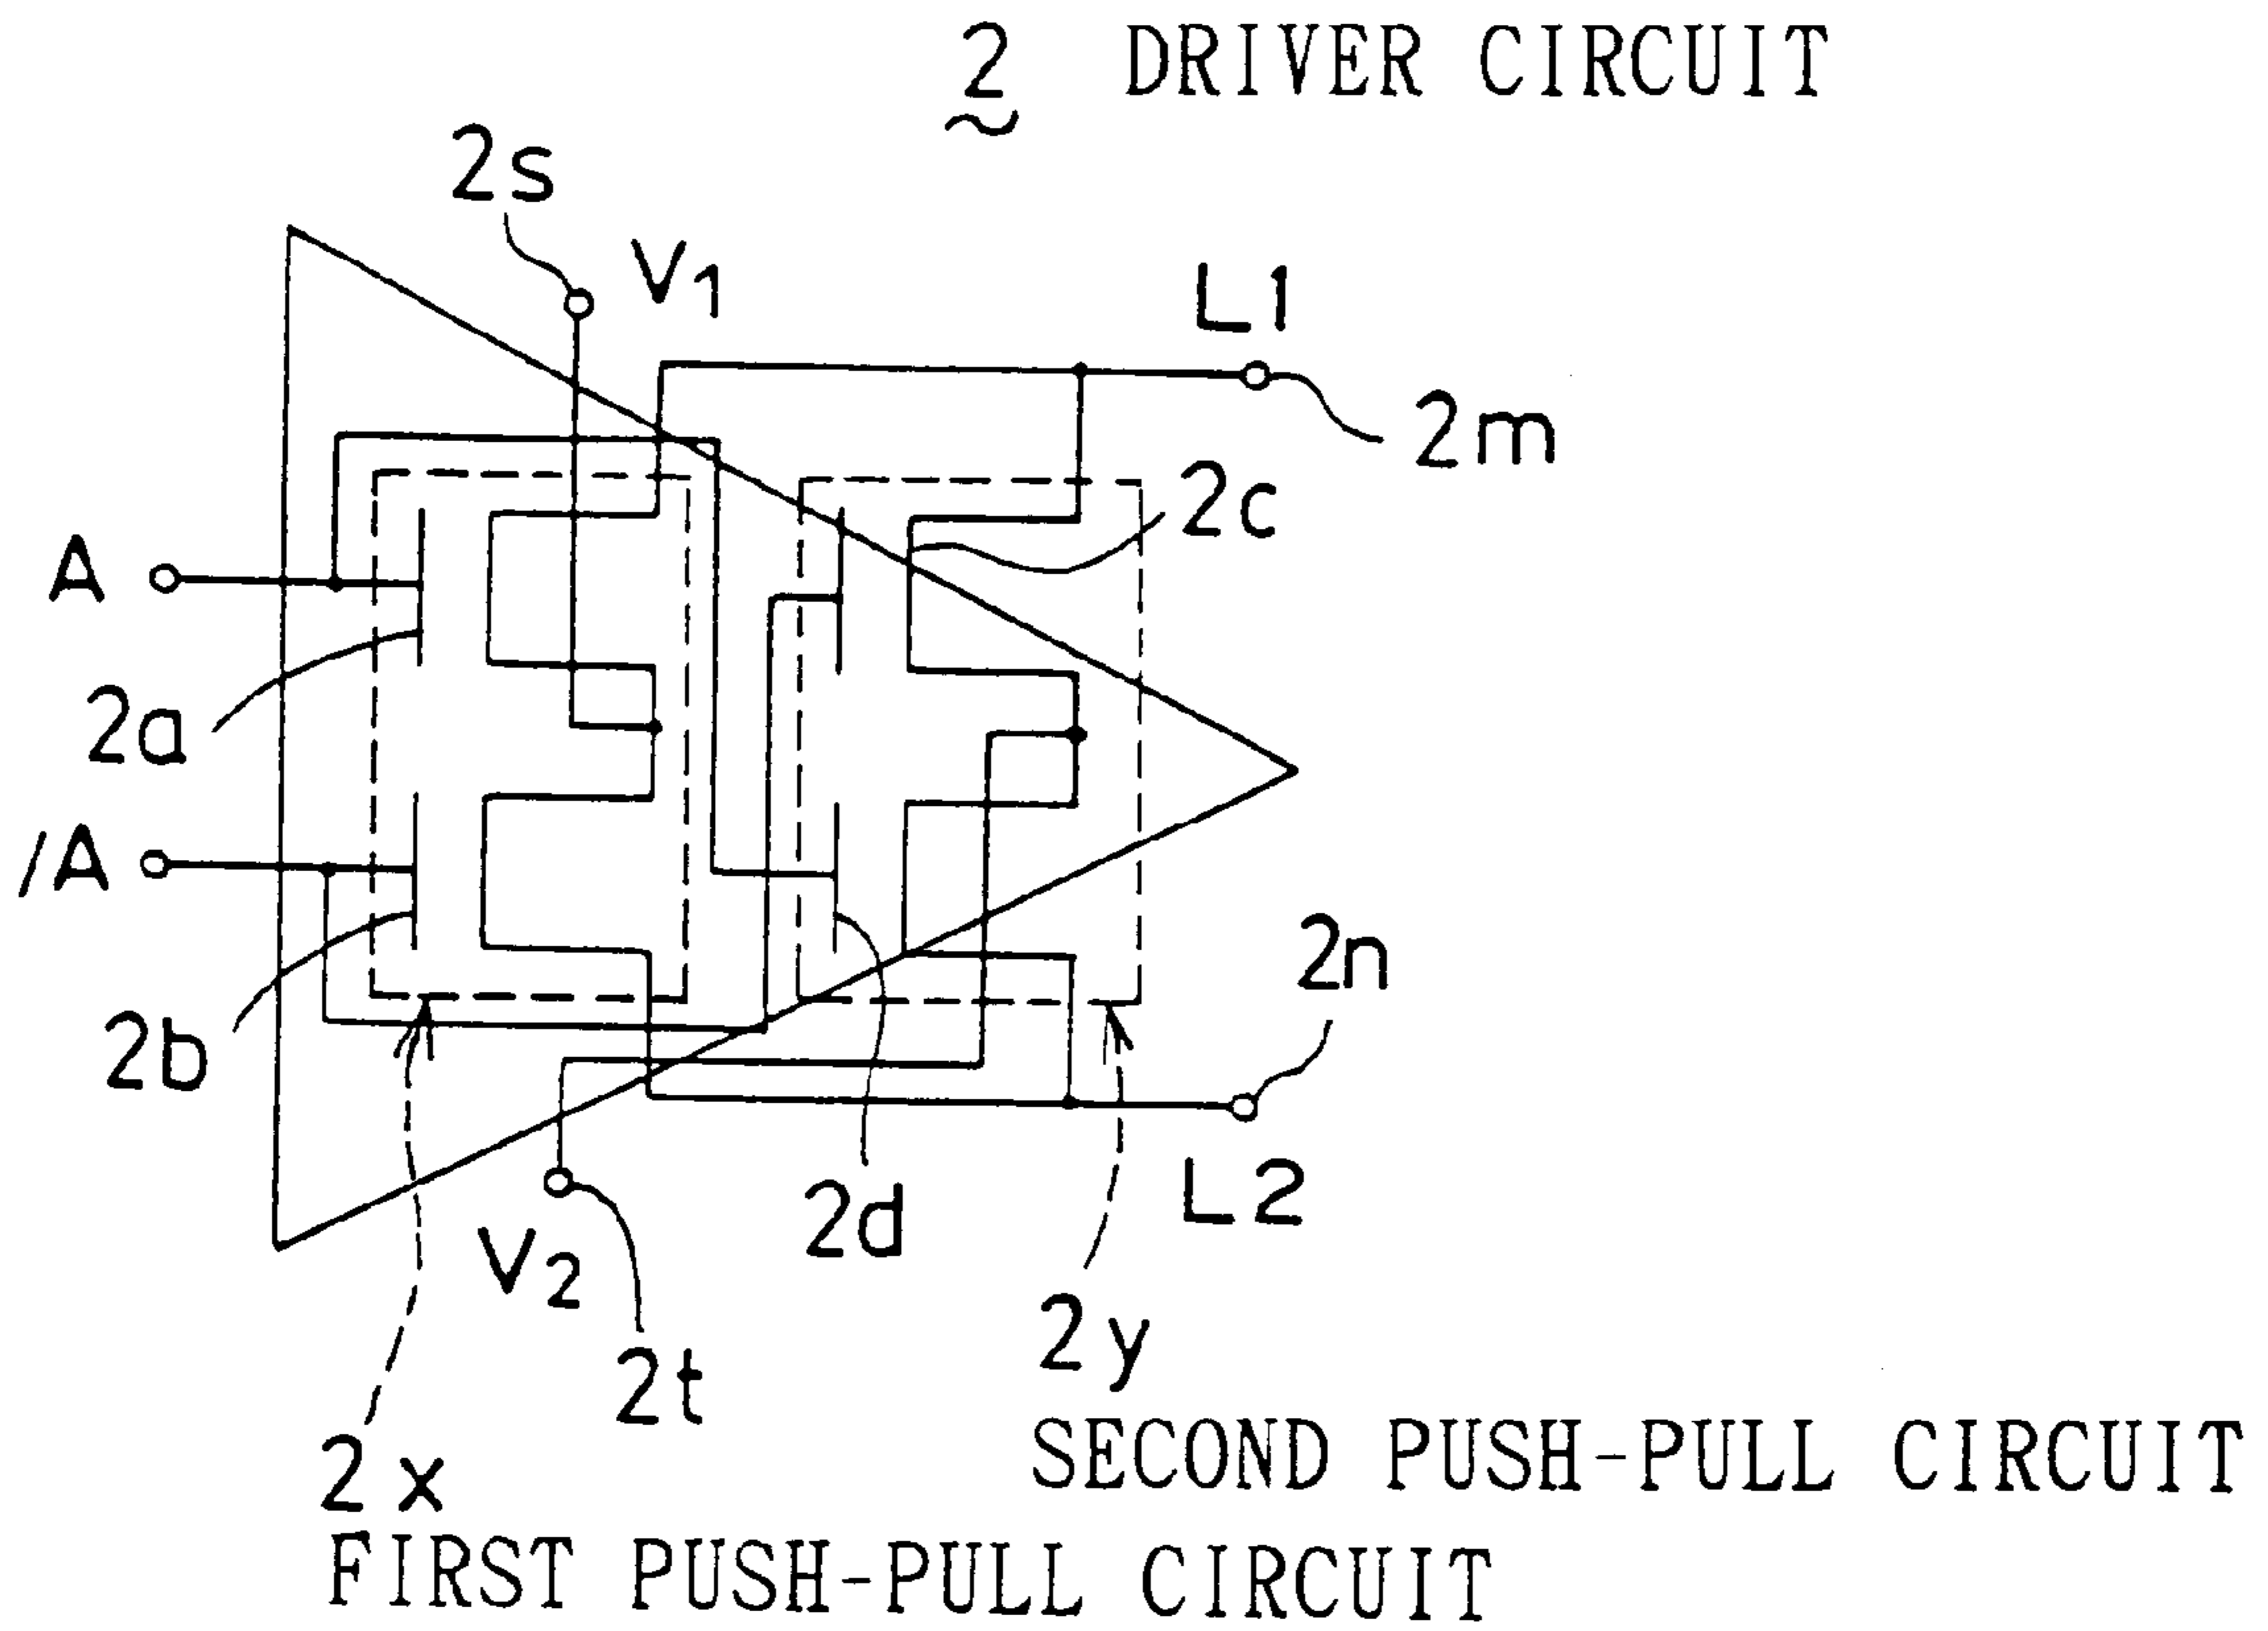 2 DRIVER CIRCUIT
2s
V1
L1
2m
2c
A
2a
/A
2b
2n
L2
2d
V2
2t
2y
SECOND PUSH-PULL CIRCUIT
2x
FIRST PUSH-PULL CIRCUIT